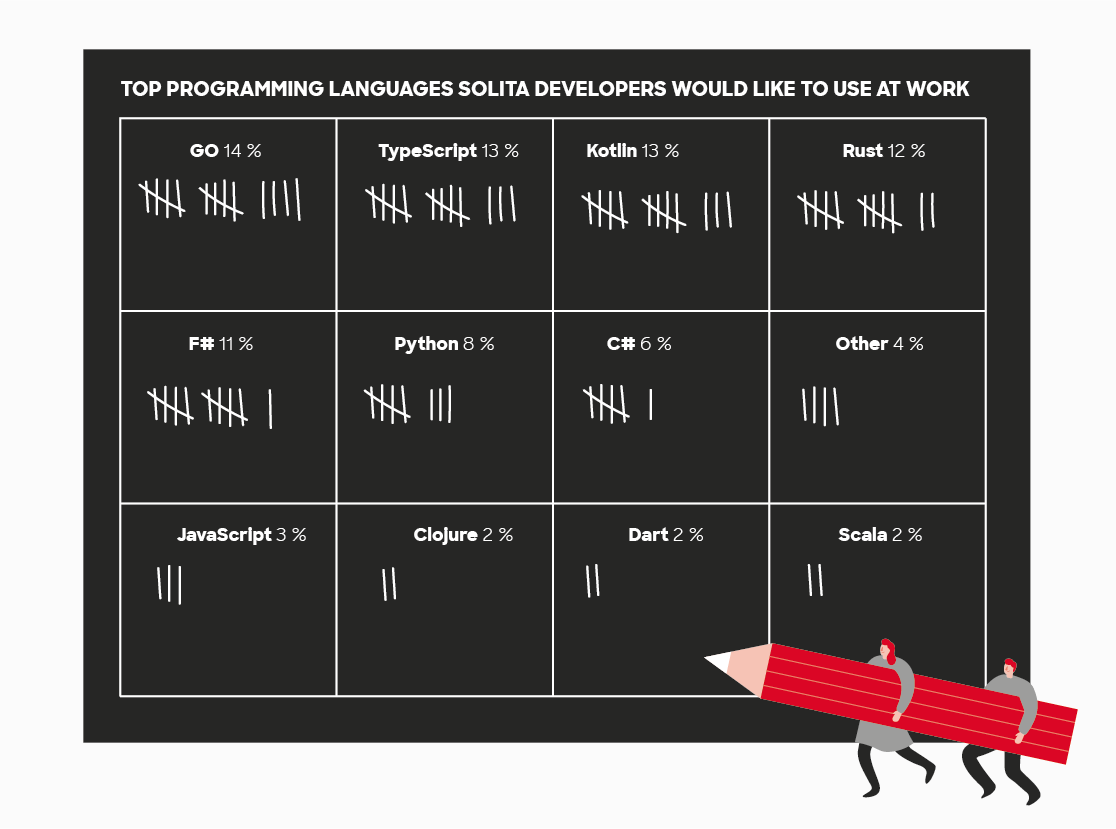 TOP PROGRAMMING LANGUAGES SOLITA DEVELOPERS WOULD LIKE TO USE AT WORK
GO 14 %
TypeScript 13 %
Kotlin 13 %
Rust 12 %
F# 11 %
Python 8 %
C# 6 %
Other 4 %
JavaScript 3 %
Clojure 2 %
Dart 2 %
Scala 2 %